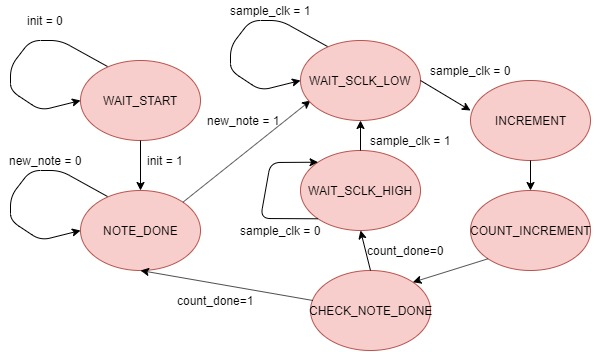 init = 0
sample_clk = 1
WAIT_START
WAIT_SCLK_LOW
sample_clk = 0
new_note = 1
INCREMENT
sample_clk = 1
new_note = 0
init = 1
WAIT_SCLK_HIGH
NOTE_DONE
sample_clk = 0
COUNT_INCREMENT
count_done=0
count_done=1
CHECK_NOTE_DONE